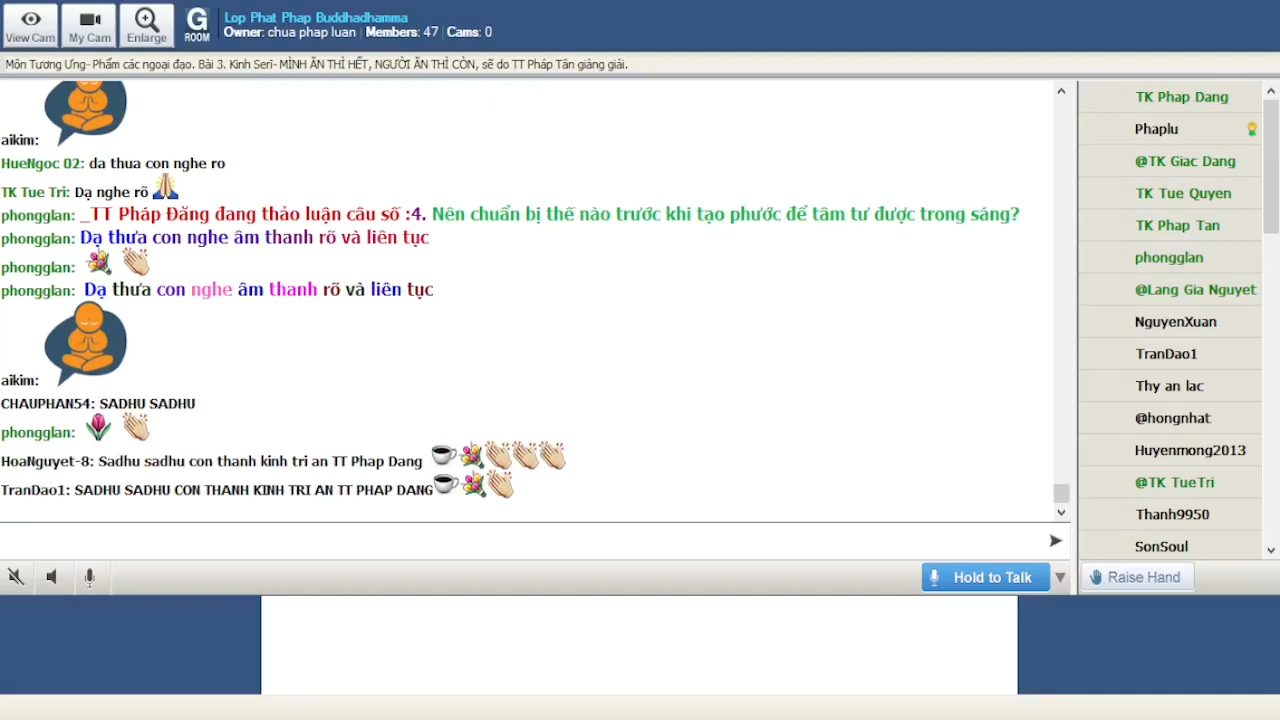 View Cam
My Cam
Enlarge
G
ROOM
Lop Phat Phap Buddhadhamma
Owner: chua phap luan | Members: 47 | Cams: 0
Môn Tương Ưng- Phẩm các ngoại đạo. Bài 3. Kinh Serī- MÌNH ĂN THÌ HẾT, NGƯỜI ĂN THÌ CÒN, sẽ do TT Pháp Tân giảng giải.
aikim:
HueNgoc 02: da thua con nghe ro
TK Tue Tri: Dạ nghe rõ
phongglan: _TT Pháp Đăng đang thảo luận câu số :4. Nên chuẩn bị thế nào trước khi tạo phước để tâm tư được trong sáng?
phongglan: Dạ thưa con nghe âm thanh rõ và liên tục
phongglan:
phongglan: Dạ thưa con nghe âm thanh rõ và liên tục
aikim:
CHAUPHAN54: SADHU SADHU
phongglan:
HoaNguyet-8: Sadhu sadhu con thanh kinh tri an TT Phap Dang
TranDao1: SADHU SADHU CON THANH KINH TRI AN TT PHAP DANG
TK Phap Dang
Phaplu
@TK Giac Dang
TK Tue Quyen
TK Phap Tan
phongglan
@Lang Gia Nguyet
NguyenXuan
TranDao1
Thy an lac
@hongnhat
Huyenmong2013
@TK TueTri
Thanh9950
SonSoul
Hold to Talk
Raise Hand